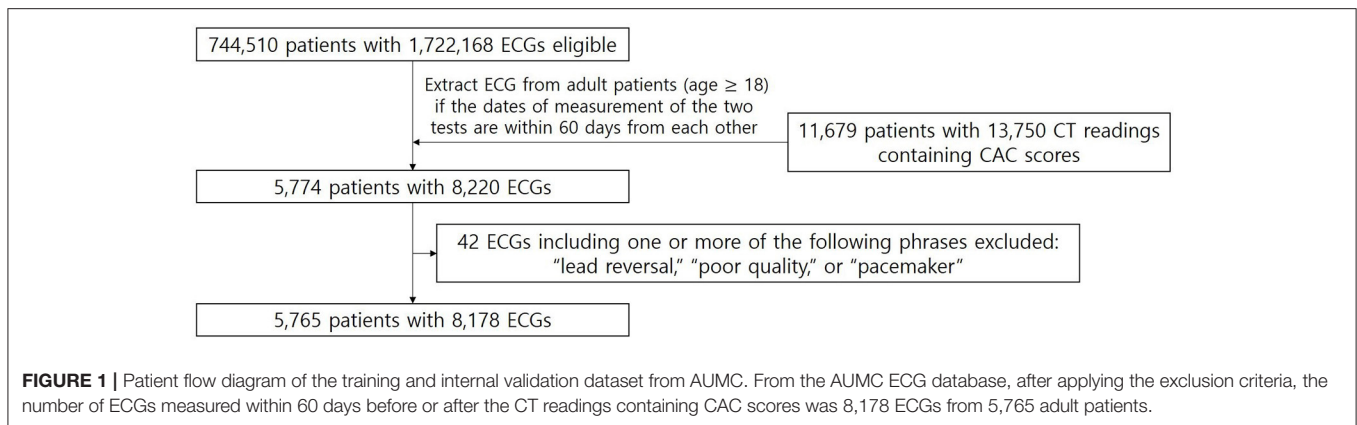 744,510 patients with 1,722,168 ECGs eligible
Extract ECG from adult patients (age ≥ 18)
if the dates of measurement of the two
tests are within 60 days from each other
11,679 patients with 13,750 CT readings
containing CAC scores
5,774 patients with 8,220 ECGs
42 ECGs including one or more of the following phrases excluded:
“lead reversal,” “poor quality,” or “pacemaker”
5,765 patients with 8,178 ECGs
FIGURE 1 | Patient flow diagram of the training and internal validation dataset from AUMC. From the AUMC ECG database, after applying the exclusion criteria, the
number of ECGs measured within 60 days before or after the CT readings containing CAC scores was 8,178 ECGs from 5,765 adult patients.